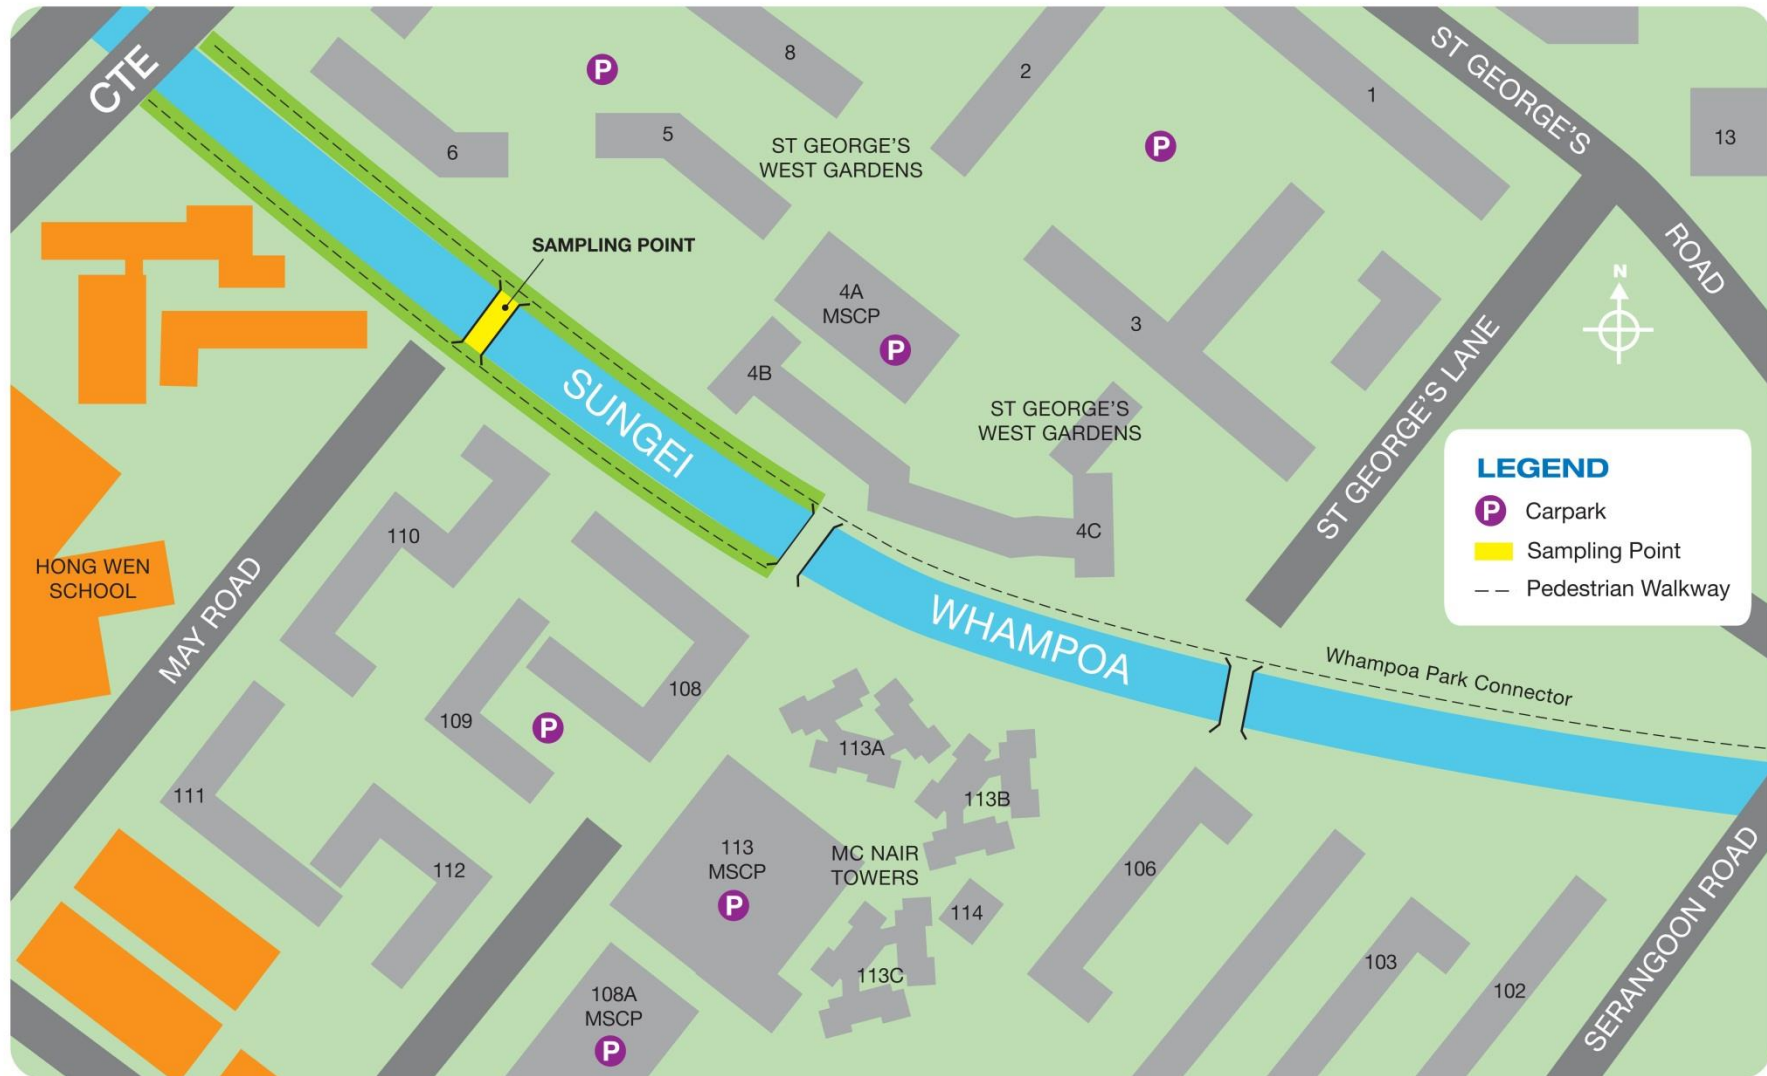 CTE
P
8
2
1
ST GEORGE'S
ROAD
13
6
5
ST GEORGE'S
WEST GARDENS
P
SAMPLING POINT
4A
MSCP
P
3
N
4B
SUNGEI
ST GEORGE'S
WEST GARDENS
ST GEORGE'S LANE
4C
LEGEND
P Carpark
Sampling Point
Pedestrian Walkway
HONG WEN
SCHOOL
MAY ROAD
110
WHAMPOA
Whampoa Park Connector
108
109
P
111
112
113A
113B
113
MSCP
P
MC NAIR
TOWERS
114
113C
106
103
102
SERANGOON ROAD
108A
MSCP
P